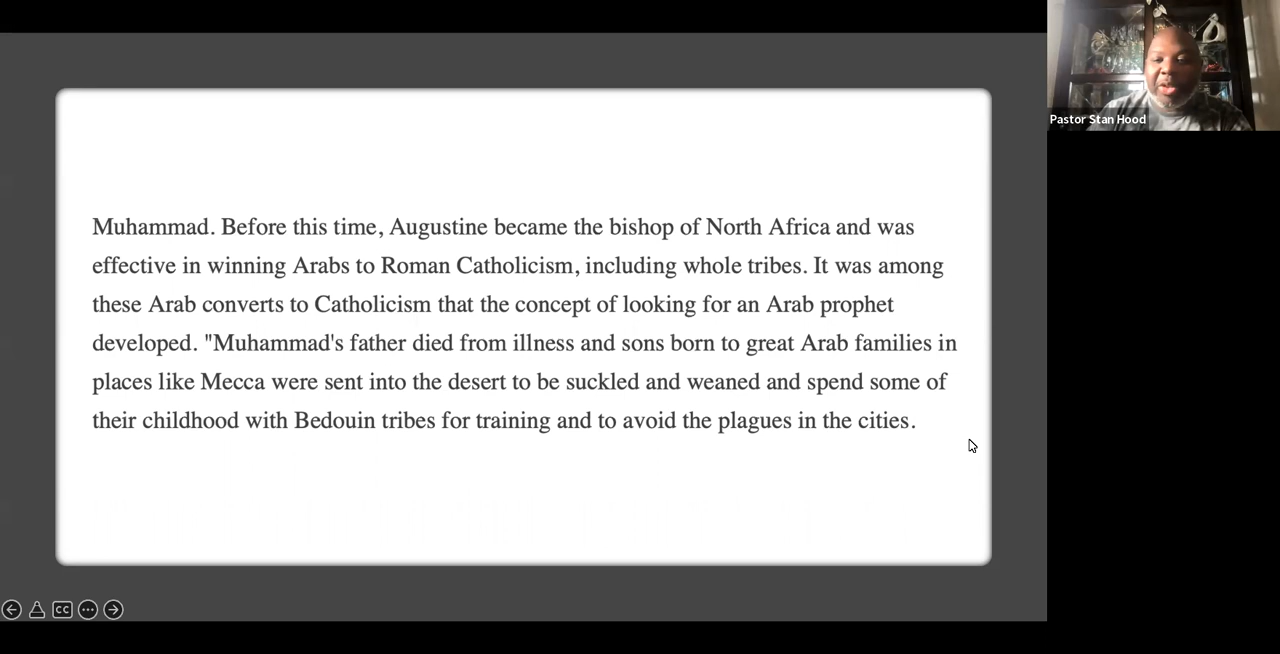 Muhammad. Before this time, Augustine became the bishop of North Africa and was
effective in winning Arabs to Roman Catholicism, including whole tribes. It was among
these Arab converts to Catholicism that the concept of looking for an Arab prophet
developed. "Muhammad's father died from illness and sons born to great Arab families in
places like Mecca were sent into the desert to be suckled and weaned and spend some of
their childhood with Bedouin tribes for training and to avoid the plagues in the cities.
Pastor Stan Hood
CC